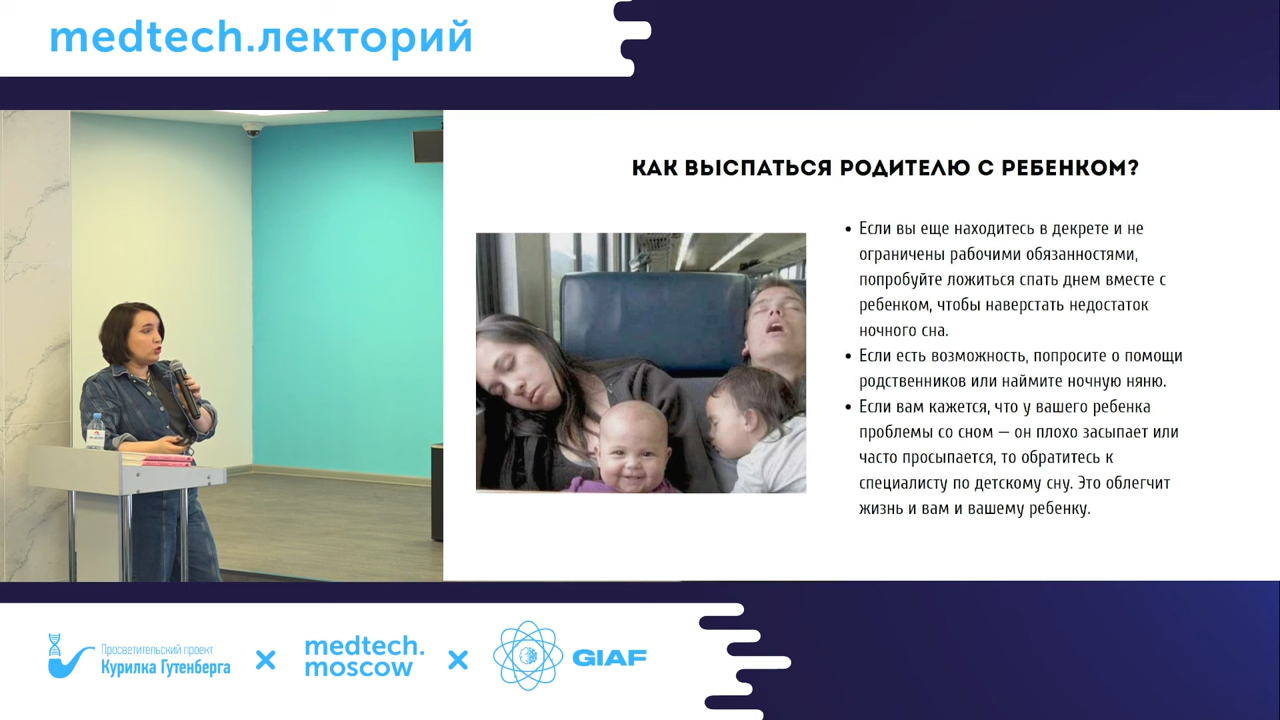 medtech.лекторий
КАК ВЫСПАТЬСЯ РОДИТЕЛЮ С РЕБЕНКОМ?
• Если вы еще находитесь в декрете и не
ограничены рабочими обязанностями,
попробуйте ложиться спать днем вместе с
ребенком, чтобы наверстать недостаток
ночного сна.
• Если есть возможность, попросите о помощи
родственников или наймите ночную няню.
• Если вам кажется, что у вашего ребенка
проблемы со сном — он плохо засыпает или
часто просыпается, то обратитесь к
специалисту по детскому сну. Это облегчит
жизнь и вам и вашему ребенку.
Просветительский проект
Курилка Гутенберга
×
medtech.
moscow
×
GIAF